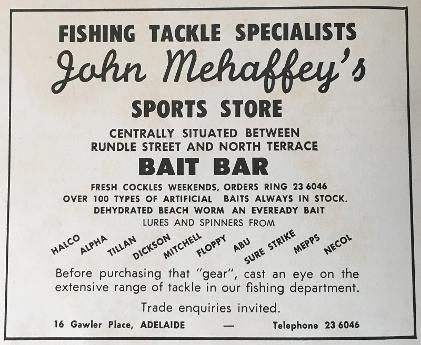 FISHING TACKLE SPECIALISTS
John Mehaffey's
SPORTS STORE
CENTRALLY SITUATED BETWEEN
RUNDLE STREET AND NORTH TERRACE
BAIT BAR
FRESH COCKLES WEEKENDS, ORDERS RING 23 6046
OVER 100 TYPES OF ARTIFICIAL BAITS ALWAYS IN STOCK.
DEHYDRATED BEACH WORM AN EVEREADY BAIT
LURES AND SPINNERS FROM
HALCO ALPHA TILLAN DICKSON MITCHELL FLOPPY ABU SURE STRIKE MEPPS NECOL
Before purchasing that "gear", cast an eye on the
extensive range of tackle in our fishing department.
Trade enquiries invited.
16 Gawler Place, ADELAIDE — Telephone 23 6046